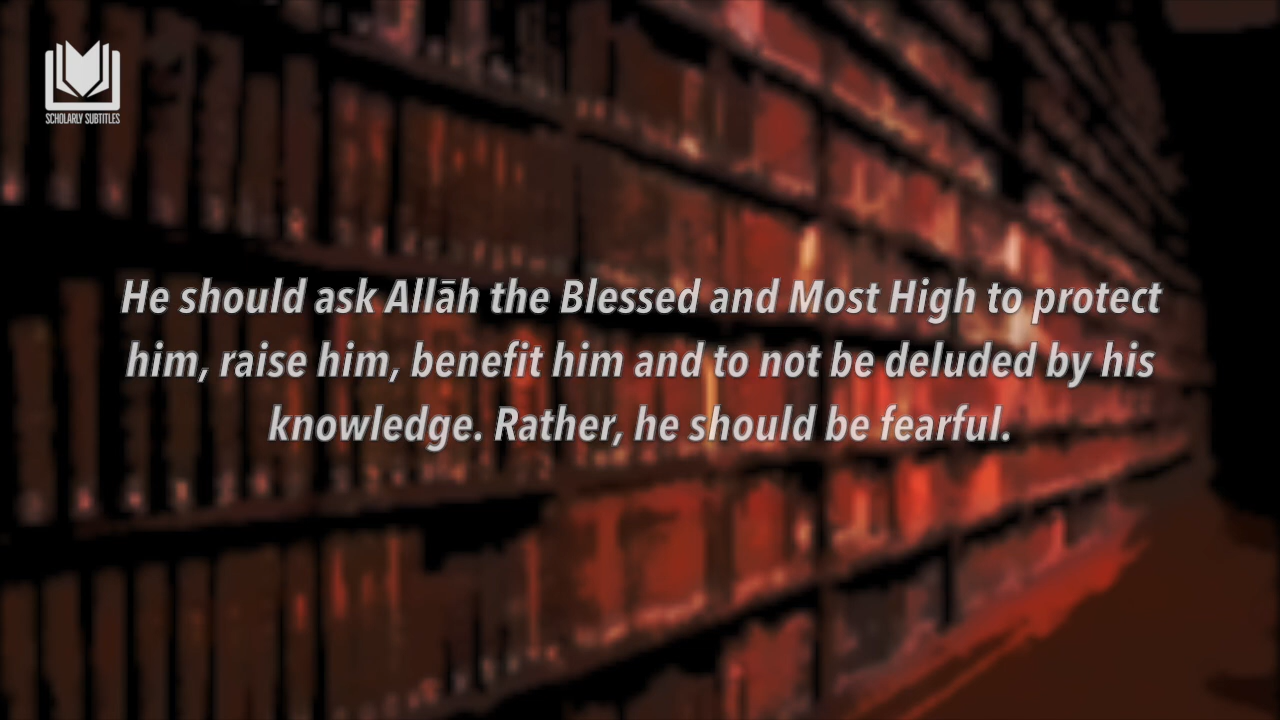 SCHOLARLY SUBTITLES
He should ask Allāh the Blessed and Most High to protect
him, raise him, benefit him and to not be deluded by his
knowledge. Rather, he should be fearful.